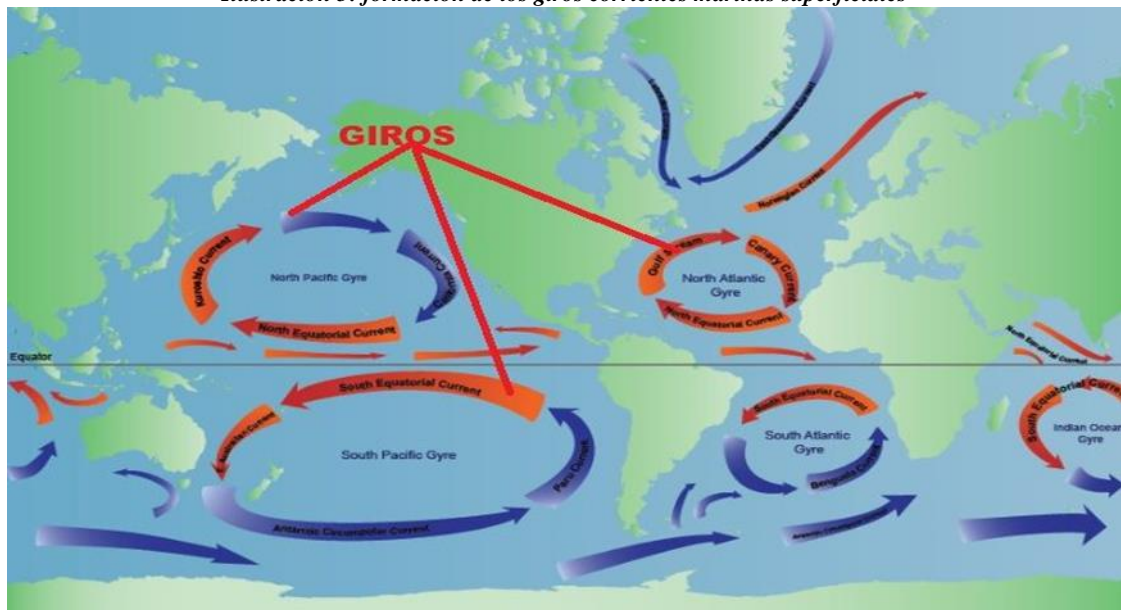 Ilustración 3: formación de los giros corrientes marinas superficiales
GIROS
Norwegian Current
Kuroshio Current
North Pacific Gyre
Gulf Stream
Canary Current
North Atlantic
Gyre
North Equatorial Current
North Equatorial Current
Equator
North Equatorial
Current
South Equatorial Current
South Equatorial Current
South Equatorial Current
South Pacific Gyre
Peru Current
South Atlantic
Gyre
Benguela Current
Indian Ocean
Gyre
Antarctic Circumpolar Current